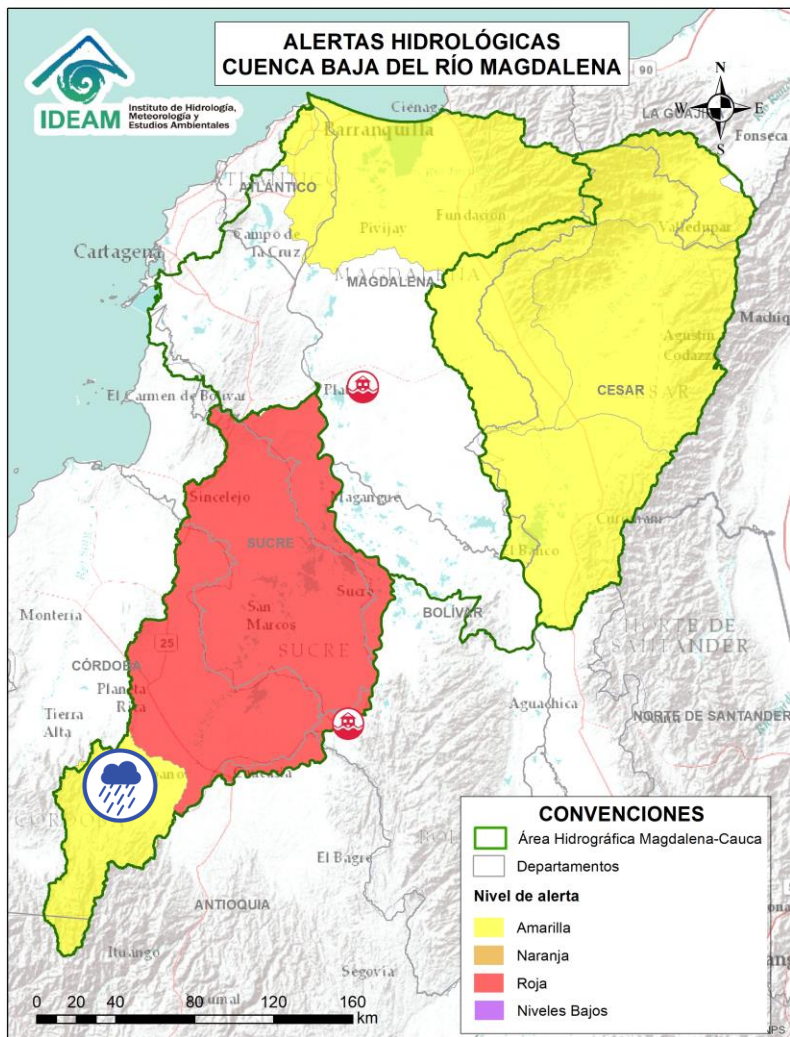 ALERTAS HIDROLÓGICAS
CUENCA BAJA DEL RÍO MAGDALENA
IDEAM
Instituto de Hidrología,
Meteorología y
Estudios Ambientales
N
W
E
S
90
Ciénaga
LA GUAJIRA
Fonseca
Barranquilla
ATLÁNTICO
Pivijay
Fundación
Valledupar
Cartagena
Campo de
La Cruz
MAGDALENA
MAGDALENA
Agustín
Codazzi
CESAR
El Carmen de Bolívar
Sincelejo
Magangué
SUCRE
El Banco
Sucre
San
Marcos
BOLÍVAR
SUCRE
Montería
25
CÓRDOBA
Planeta
Rica
Tierra
Alta
NORTE DE
SANTANDER
Aguachica
NORTE DE SANTANDER
El Bagre
ANTIOQUIA
Ituango
Segovia
CONVENCIONES
Área Hidrográfica Magdalena-Cauca
Departamentos
Nivel de alerta
Amarilla
Naranja
Roja
Niveles Bajos
0 20 40 80 120 160
km